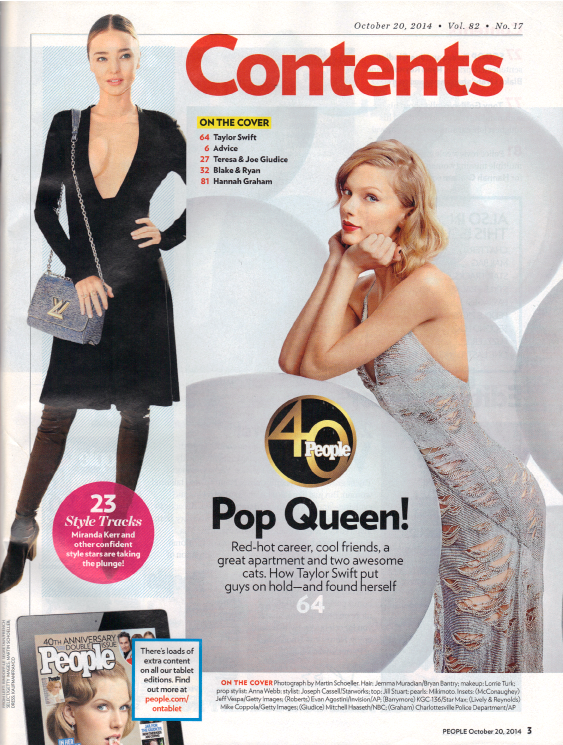 October 20, 2014 • Vol. 82 • No. 17
Contents
ON THE COVER
64 Taylor Swift
6 Advice
27 Teresa & Joe Giudice
32 Blake & Ryan
81 Hannah Graham
40
People
Pop Queen!
Red-hot career, cool friends, a
great apartment and two awesome
cats. How Taylor Swift put
guys on hold—and found herself
64
23
Style Tracks
Miranda Kerr and
other confident
style stars are taking
the plunge!
40TH ANNIVERSARY
DOUBLE ISSUE
People
There's loads of
extra content
on all our tablet
editions. Find
out more at
people.com/
ontablet
ON THE COVER Photograph by Martin Schoeller. Hair: Jemma Muradian/Bryan Bantry; makeup: Lorrie Turk;
prop stylist: Anna Webb; stylist: Joseph Cassell/Starworks; top: Jill Stuart; pearls: Mikimoto. Insets: (McConaughey)
Jeff Vespa/Getty Images; (Roberts) Evan Agostini/Invision/AP; (Barrymore) KGC-136/Star Max; (Lively & Reynolds)
Mike Coppola/Getty Images; (Giudice) Mitchell Haaseth/NBC; (Graham) Charlottesville Police Department/AP
PEOPLE October 20, 2014 3